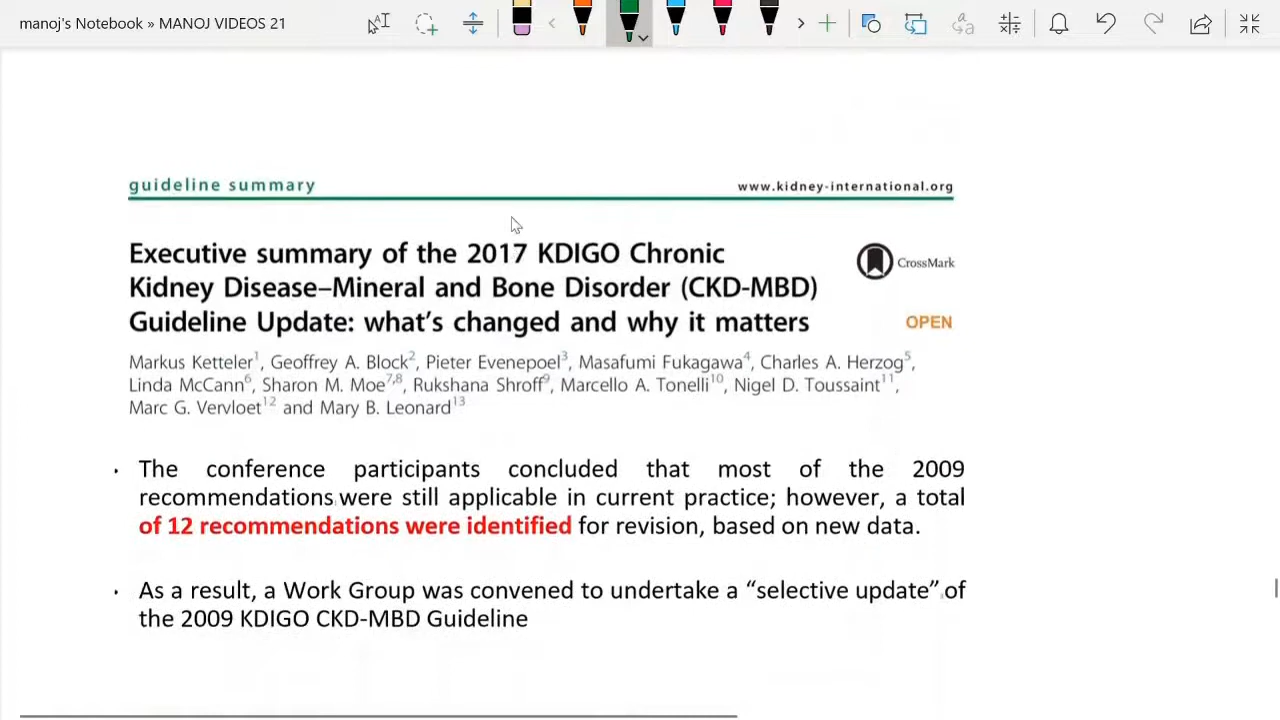 manoj's Notebook » MANOJ VIDEOS 21
guideline summary
www.kidney-international.org
Executive summary of the 2017 KDIGO Chronic
Kidney Disease–Mineral and Bone Disorder (CKD-MBD)
Guideline Update: what's changed and why it matters
CrossMark
OPEN
Markus Ketteler1, Geoffrey A. Block2, Pieter Evenepoel3, Masafumi Fukagawa4, Charles A. Herzog5,
Linda McCann6, Sharon M. Moe7,8, Rukshana Shroff9, Marcello A. Tonelli10, Nigel D. Toussaint11,
Marc G. Vervloet12 and Mary B. Leonard13
· The conference participants concluded that most of the 2009
recommendations were still applicable in current practice; however, a total
of 12 recommendations were identified for revision, based on new data.
· As a result, a Work Group was convened to undertake a “selective update” of
the 2009 KDIGO CKD-MBD Guideline